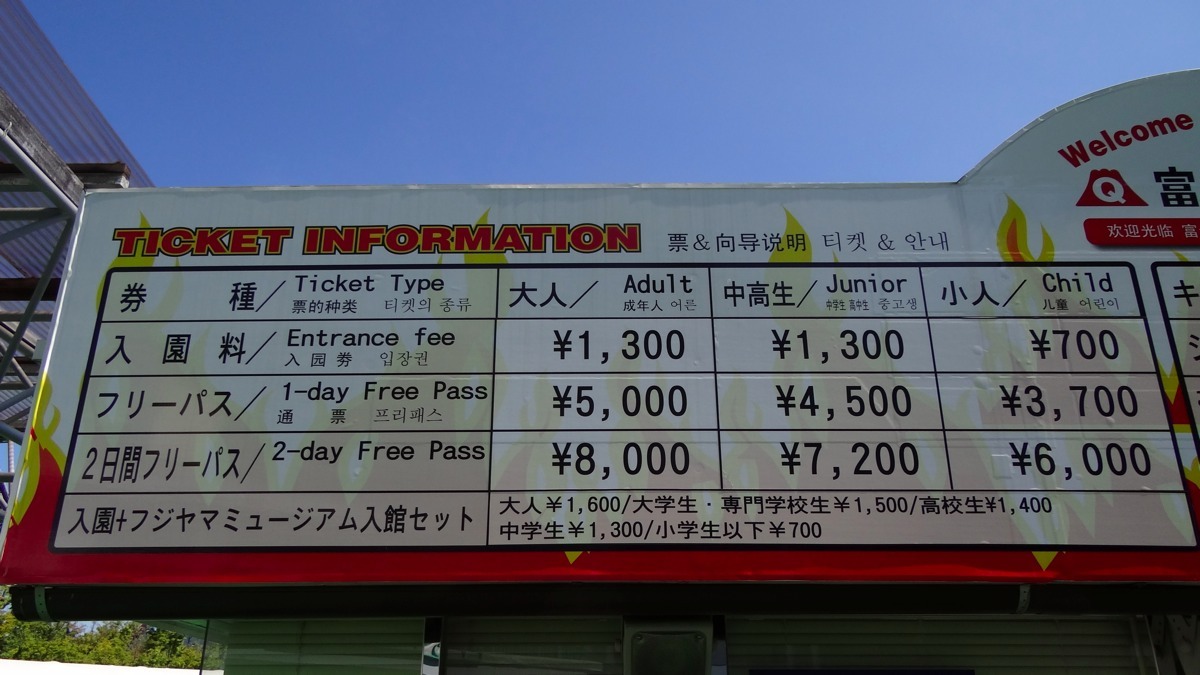 Welcome
富
欢迎光临
TICKET INFORMATION 票&向导说明 티켓 & 안내
券 種/ Ticket Type 大人/ Adult 中高生/ Junior 小人/ Child
票的种类 티켓의 종류 成年人 어른 中学生 高中生 중고생 儿童 어린이
入 園 料/ Entrance fee ¥1,300 ¥1,300 ¥700
入 园 券 입장권
フリーパス/ 1-day Free Pass ¥5,000 ¥4,500 ¥3,700
通 票 프리패스
2日間フリーパス/ 2-day Free Pass ¥8,000 ¥7,200 ¥6,000
入園+フジヤマミュージアム入館セット 大人¥1,600/大学生・専門学校生¥1,500/高校生¥1,400
中学生¥1,300/小学生以下¥700